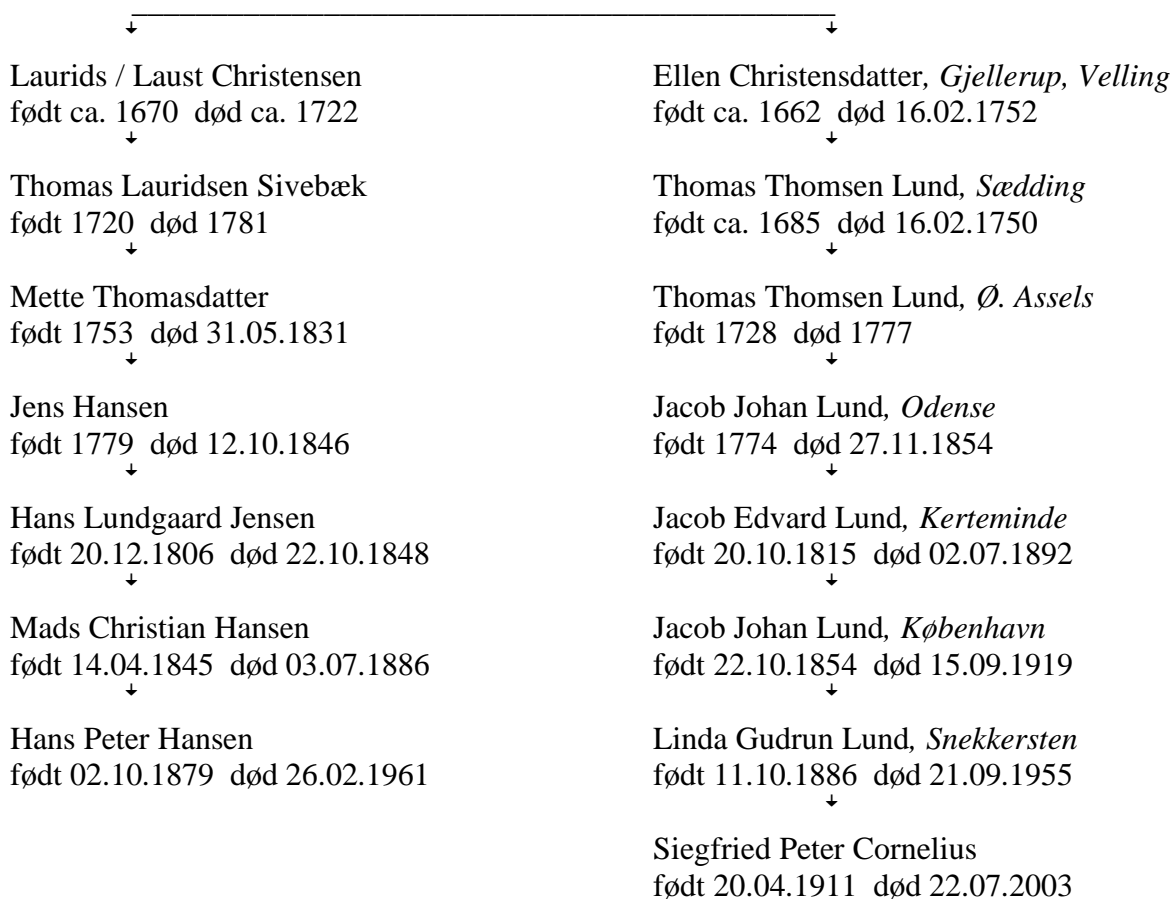 Laurids / Laust Christensen
født ca. 1670 død ca. 1722
Thomas Lauridsen Sivebæk
født 1720 død 1781
Mette Thomasdatter
født 1753 død 31.05.1831
Jens Hansen
født 1779 død 12.10.1846
Hans Lundgaard Jensen
født 20.12.1806 død 22.10.1848
Mads Christian Hansen
født 14.04.1845 død 03.07.1886
Hans Peter Hansen
født 02.10.1879 død 26.02.1961
Ellen Christensdatter, Gjellerup, Velling
født ca. 1662 død 16.02.1752
Thomas Thomsen Lund, Sædding
født ca. 1685 død 16.02.1750
Thomas Thomsen Lund, Ø. Assels
født 1728 død 1777
Jacob Johan Lund, Odense
født 1774 død 27.11.1854
Jacob Edvard Lund, Kerteminde
født 20.10.1815 død 02.07.1892
Jacob Johan Lund, København
født 22.10.1854 død 15.09.1919
Linda Gudrun Lund, Snekkersten
født 11.10.1886 død 21.09.1955
Siegfried Peter Cornelius
født 20.04.1911 død 22.07.2003